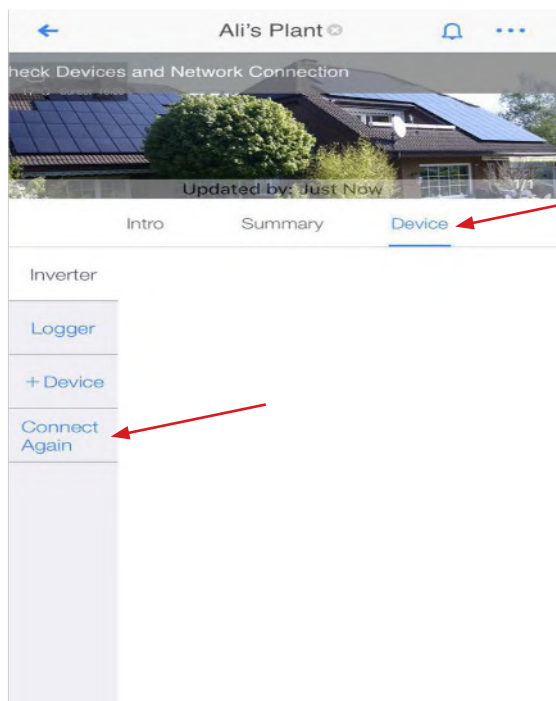 Ali's Plant
heck Devices and Network Connection
Updated by: Just Now
Intro Summary Device
Inverter
Logger
+ Device
Connect
Again